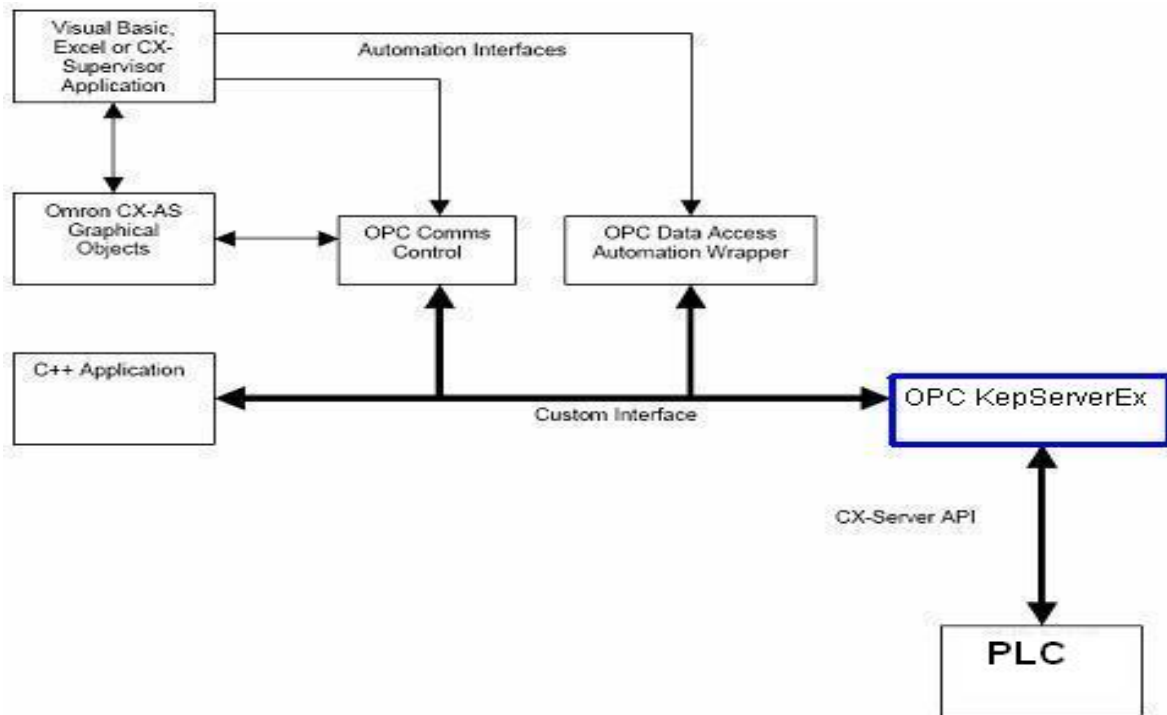 Visual Basic,
Excel or CX-
Supervisor
Application
Automation Interfaces
Omron CX-AS
Graphical
Objects
OPC Comms
Control
OPC Data Access
Automation Wrapper
C++ Application
Custom Interface
OPC KepServerEx
CX-Server API
PLC